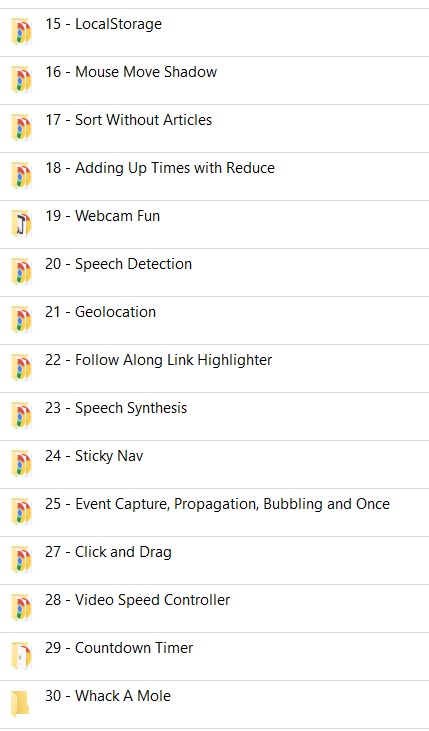 15 - LocalStorage
16 - Mouse Move Shadow
17 - Sort Without Articles
18 - Adding Up Times with Reduce
19 - Webcam Fun
20 - Speech Detection
21 - Geolocation
22 - Follow Along Link Highlighter
23 - Speech Synthesis
24 - Sticky Nav
25 - Event Capture, Propagation, Bubbling and Once
27 - Click and Drag
28 - Video Speed Controller
29 - Countdown Timer
30 - Whack A Mole